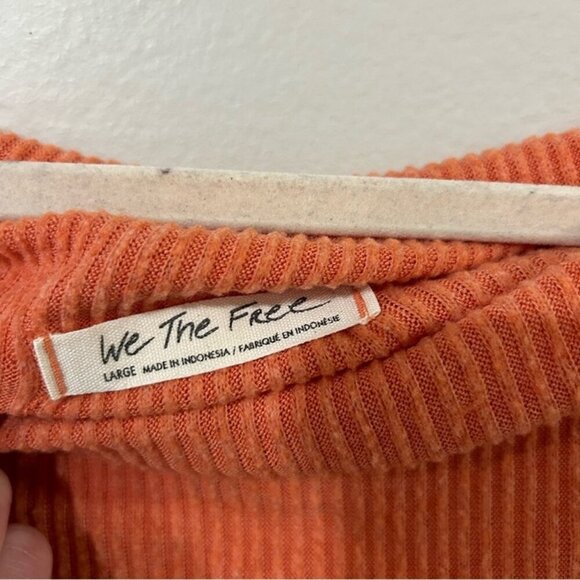 We The Free
LARGE MADE IN INDONESIA / FABRIQUÉ EN INDONÉSIE